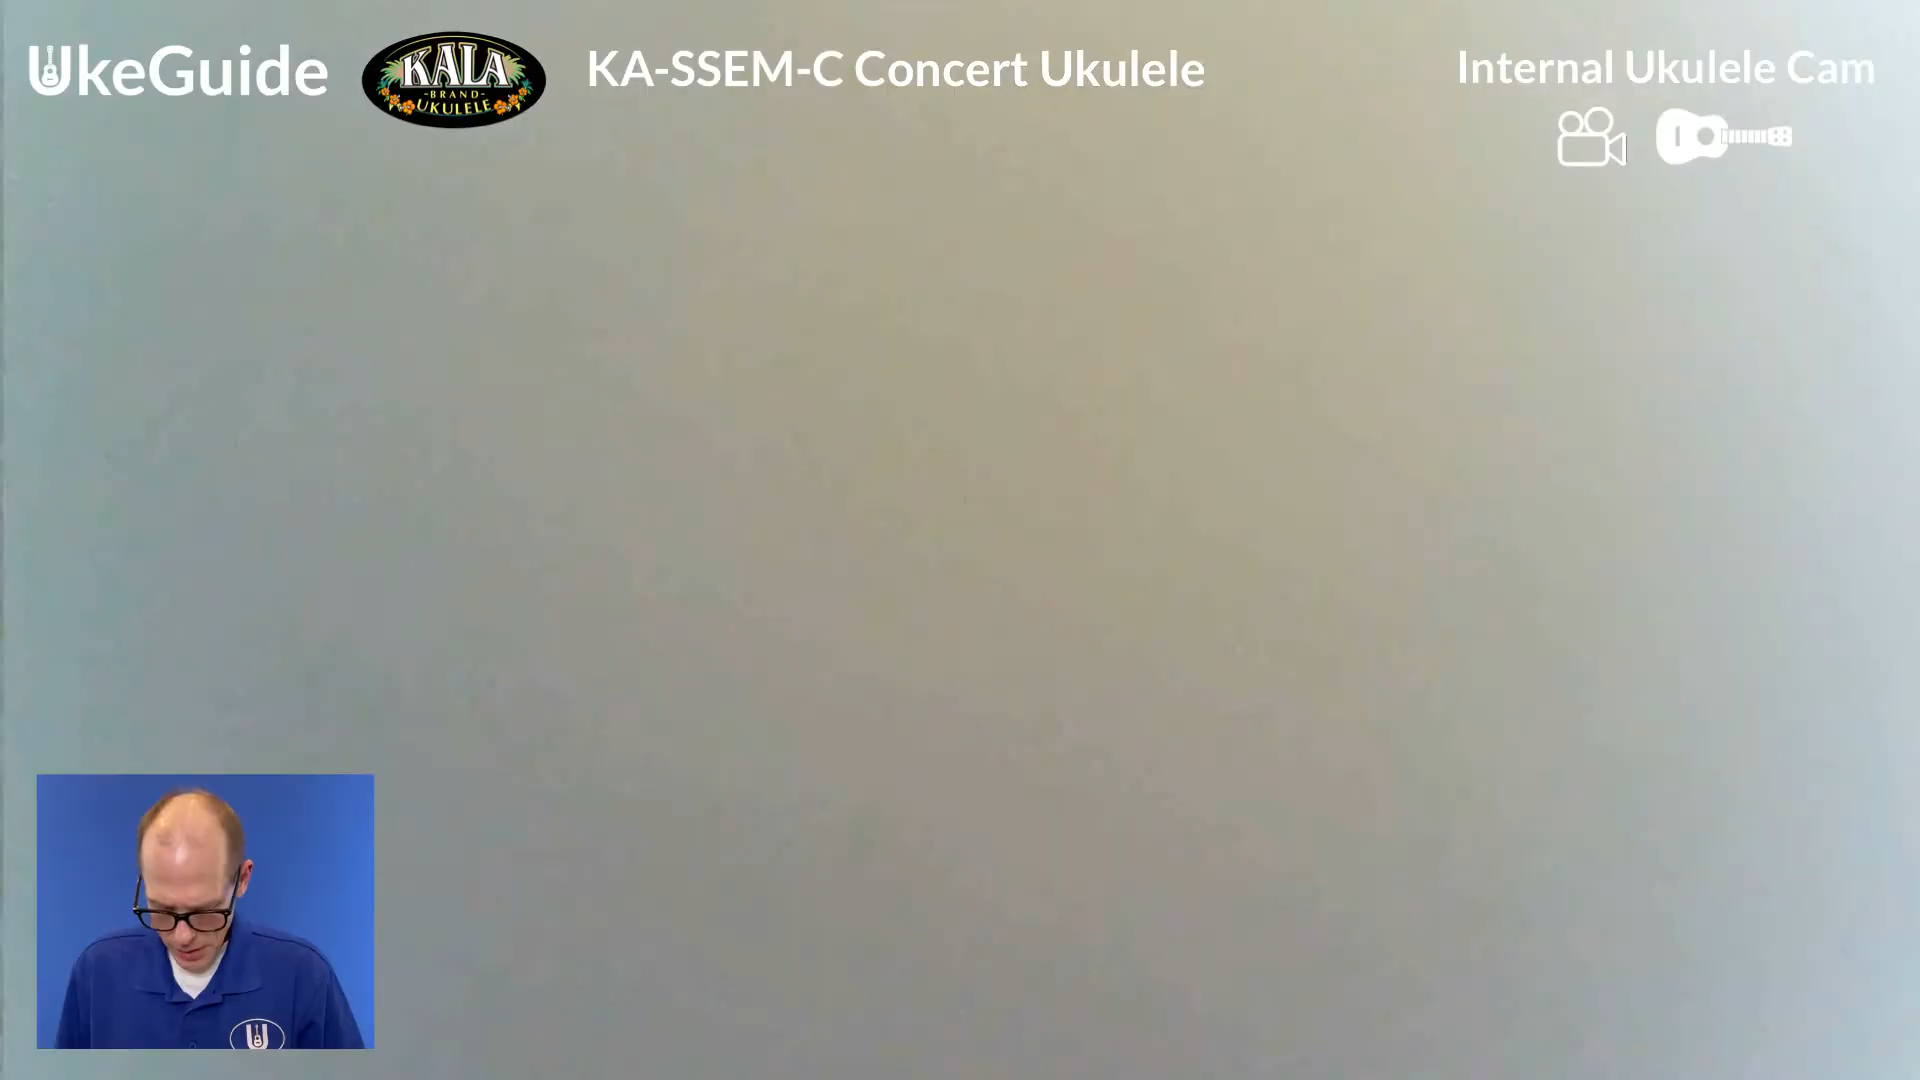 UkeGuide
KALA
-BRAND-
UKULELE
KA-SSEM-C Concert Ukulele
Internal Ukulele Cam
U